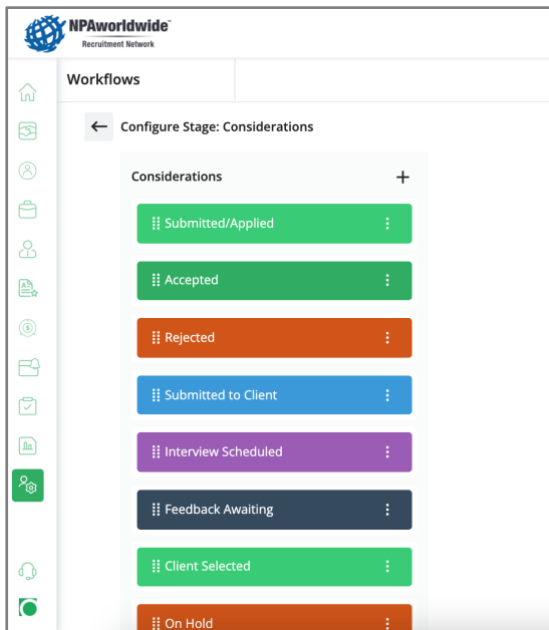 NPAworldwide™
Recruitment Network
Workflows
Configure Stage: Considerations
Considerations
Submitted/Applied
Accepted
Rejected
Submitted to Client
Interview Scheduled
Feedback Awaiting
Client Selected
On Hold